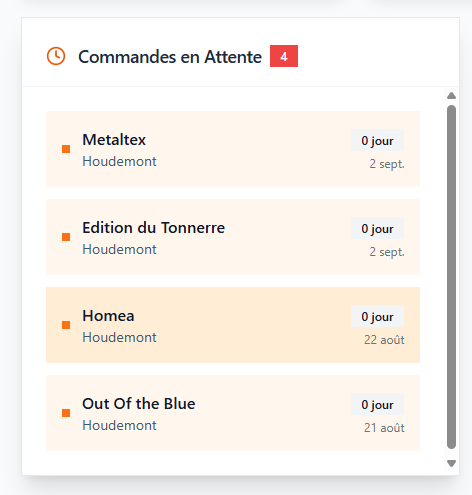 Commandes en Attente 4
Metaltex 0 jour
Houdemont 2 sept.
Edition du Tonnerre 0 jour
Houdemont 2 sept.
Homea 0 jour
Houdemont 22 août
Out Of the Blue 0 jour
Houdemont 21 août